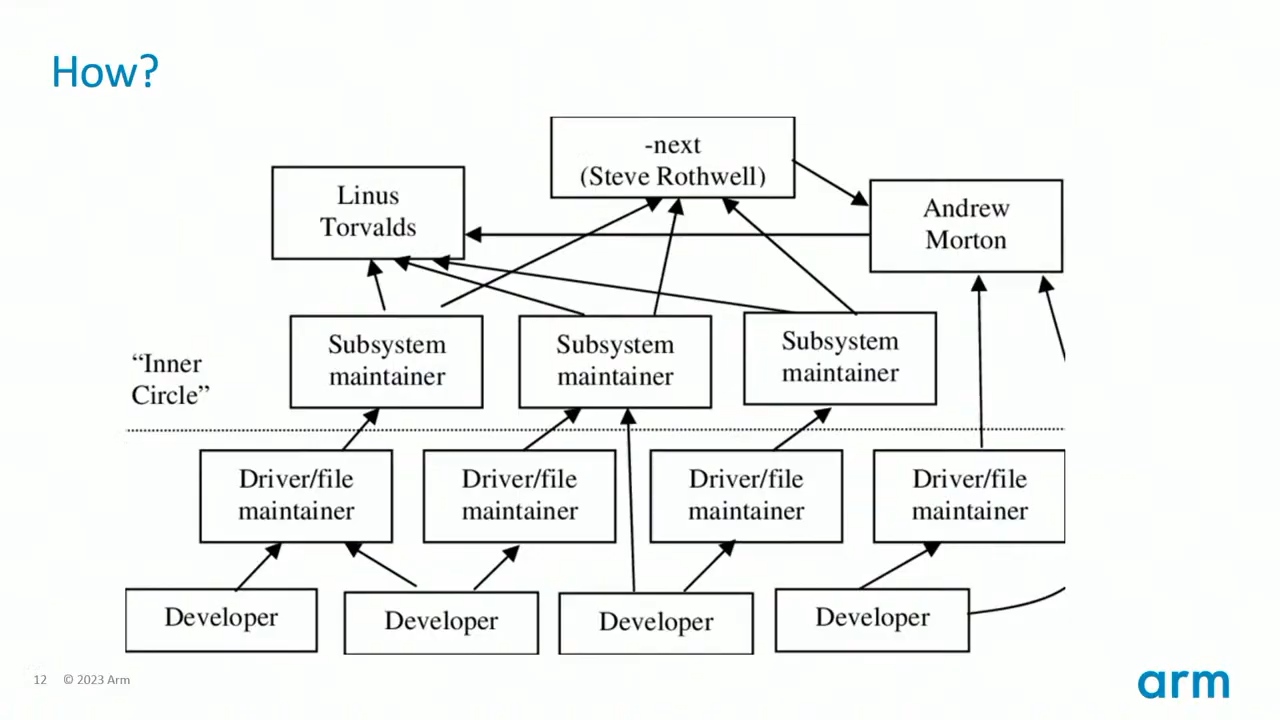 How?
-next
(Steve Rothwell)
Linus
Torvalds
Andrew
Morton
Subsystem
maintainer
Subsystem
maintainer
Subsystem
maintainer
“Inner
Circle”
Driver/file
maintainer
Driver/file
maintainer
Driver/file
maintainer
Driver/file
maintainer
Developer
Developer
Developer
Developer
12 © 2023 Arm
arm